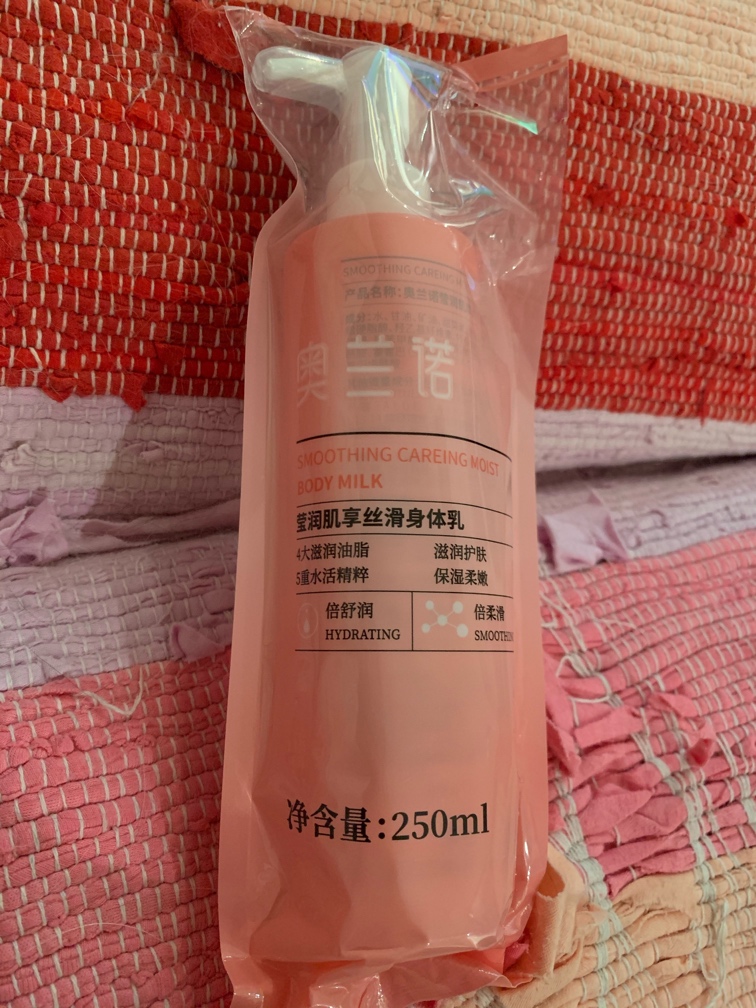 SMOOTHING CAREING M
产品名称:奥兰诺莹润肌
奥兰诺
SMOOTHING CAREING MOIST
BODY MILK
莹润肌享丝滑身体乳
4大滋润油脂 滋润护肤
5重水活精粹 保湿柔嫩
倍舒润 倍柔滑
HYDRATING SMOOTHIN
净含量:250ml